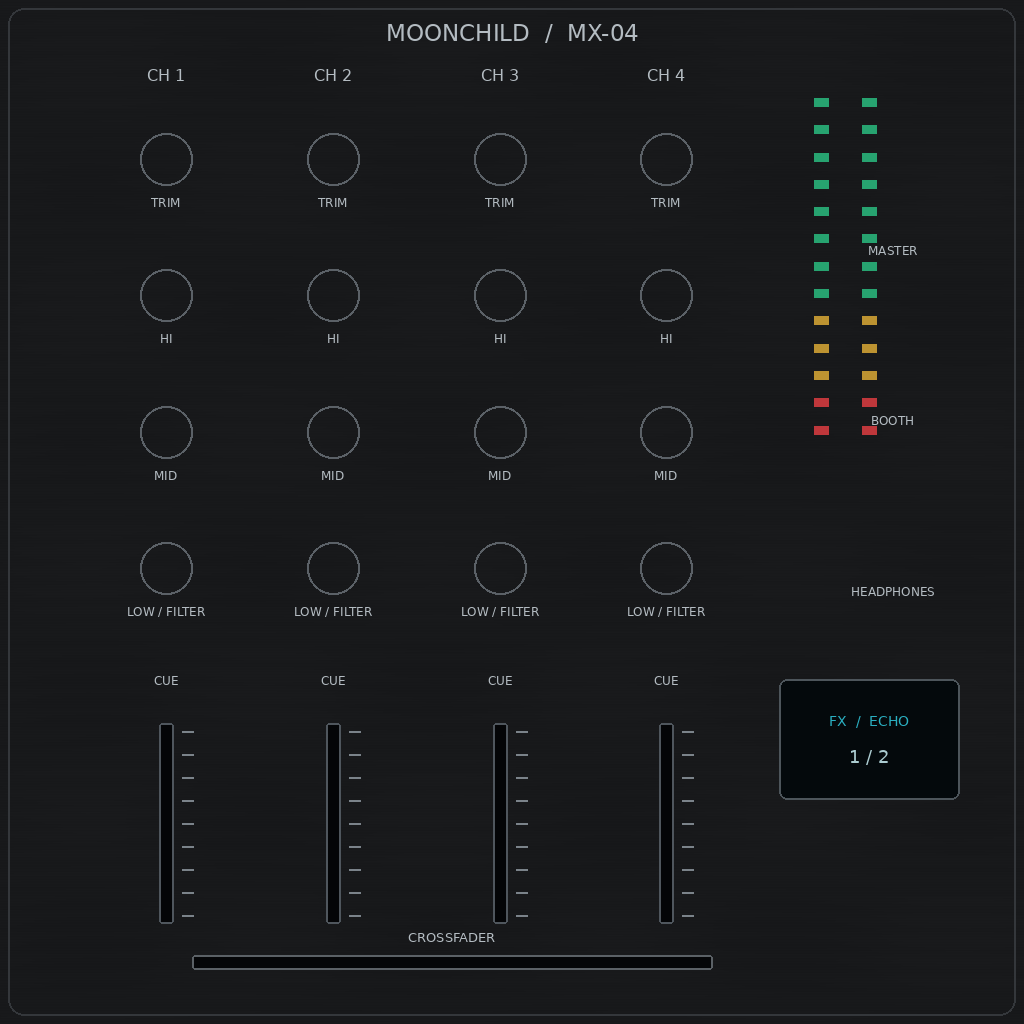 MOONCHILD / MX-04
CH 1 CH 2 CH 3 CH 4
TRIM TRIM TRIM TRIM
MASTER
HI HI HI HI
BOOTH
MID MID MID MID
HEADPHONES
LOW / FILTER LOW / FILTER LOW / FILTER LOW / FILTER
CUE CUE CUE CUE
FX / ECHO
1 / 2
CROSSFADER